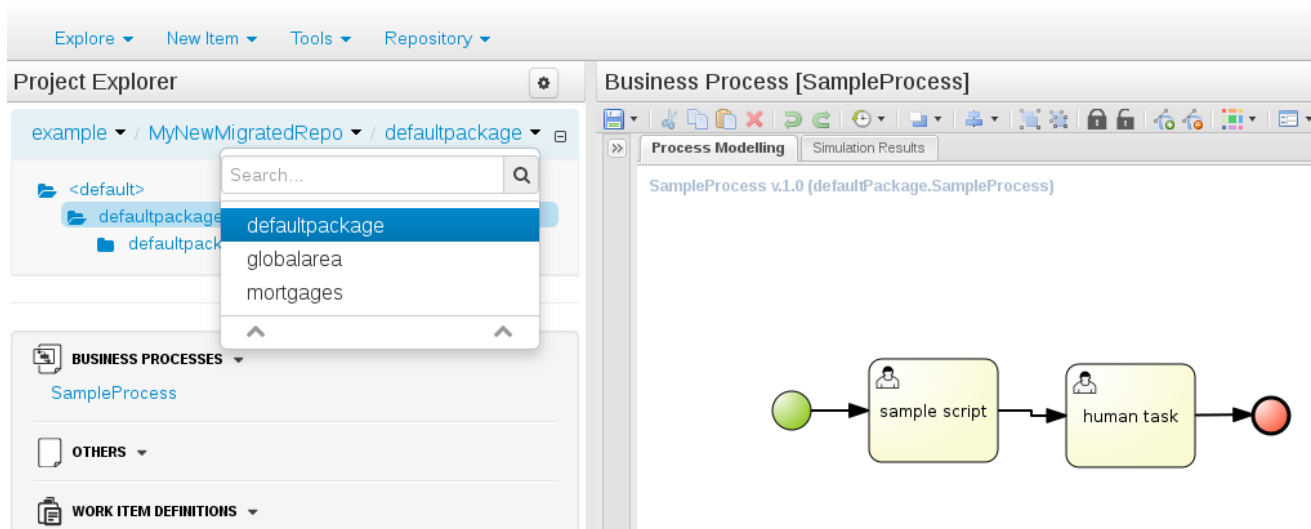 Explore New Item Tools Repository
Project Explorer
example / MyNewMigratedRepo / defaultpackage
Search...
<default>
defaultpackage
defaultpack
defaultpackage
globalarea
mortgages
BUSINESS PROCESSES
SampleProcess
OTHERS
WORK ITEM DEFINITIONS
Business Process [SampleProcess]
Process Modelling Simulation Results
SampleProcess v.1.0 (defaultPackage.SampleProcess)
sample script
human task